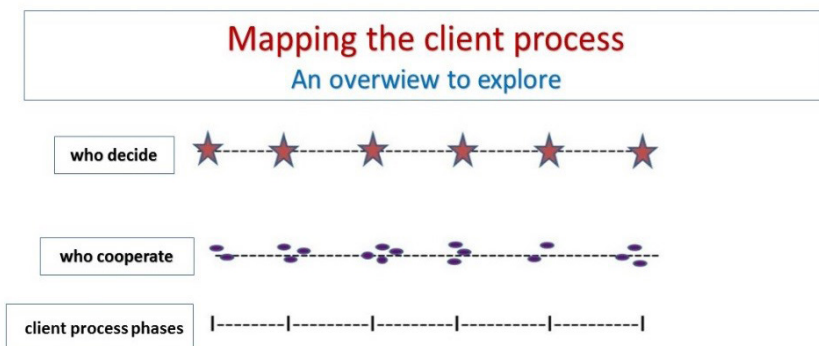 Mapping the client process
An overwiew to explore
who decide
who cooperate
client process phases